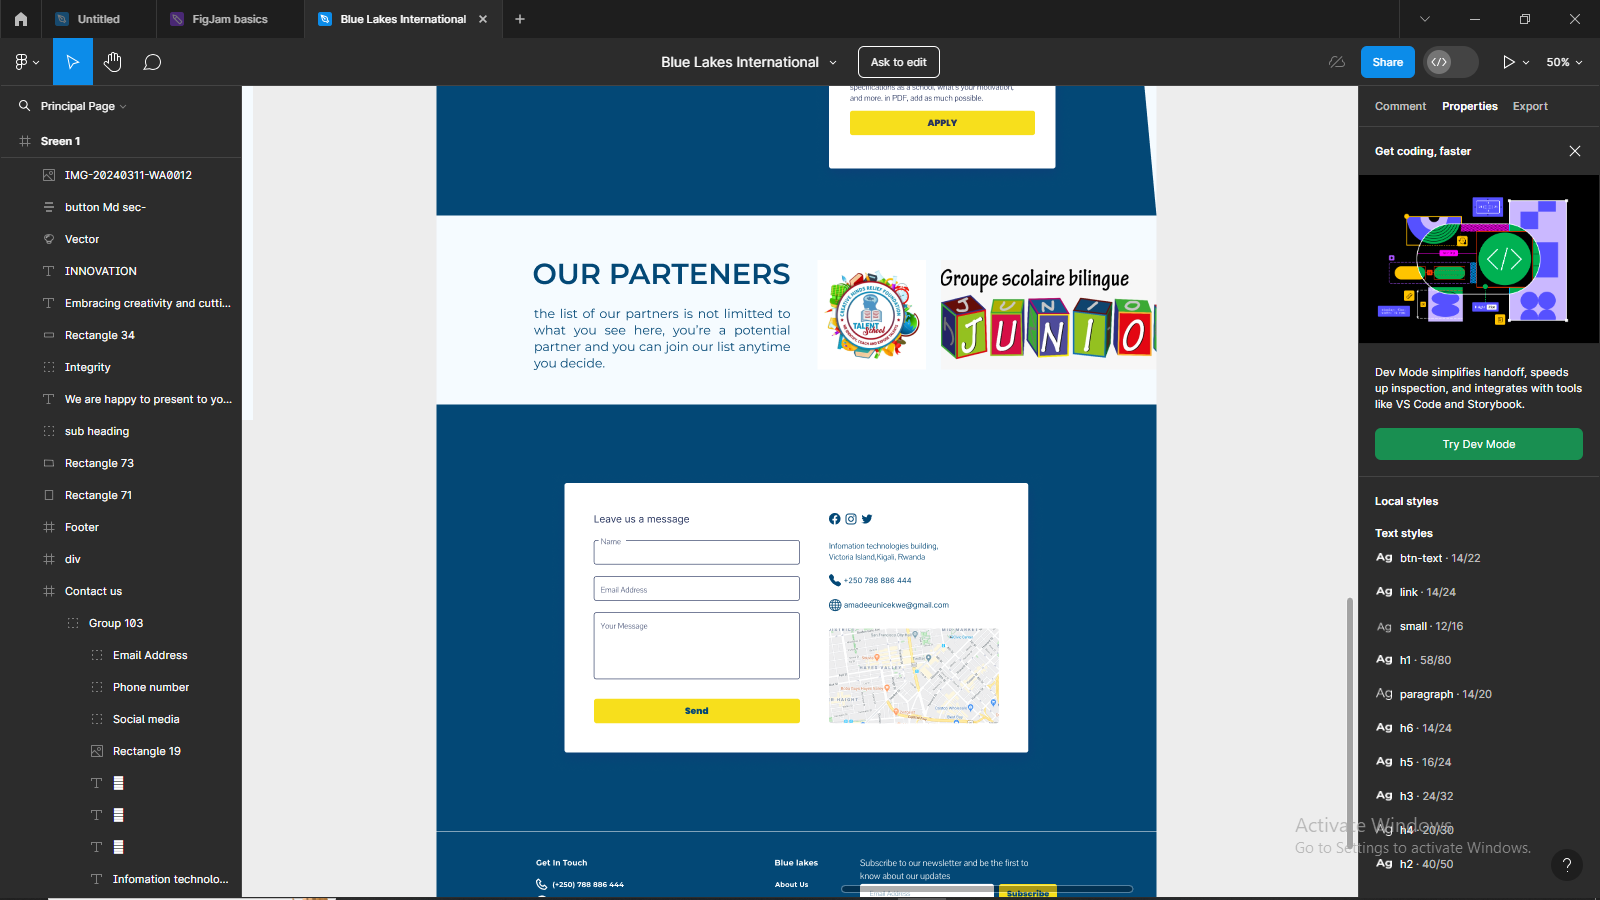 Untitled
FigJam basics
Blue Lakes International
Blue Lakes International
Ask to edit
Share
50%
Principal Page
Sreen 1
IMG-20240311-WA0012
button Md sec-
Vector
INNOVATION
Embracing creativity and cutti...
Rectangle 34
Integrity
We are happy to present to yo...
sub heading
Rectangle 73
Rectangle 71
Footer
div
Contact us
Group 103
Email Address
Phone number
Social media
Rectangle 19
Infomation technolo...
specifications as a school, what's your motivation,
and more. in PDF, add as much possible.
APPLY
OUR PARTENERS
the list of our partners is not limitted to
what you see here, you're a potential
partner and you can join our list anytime
you decide.
CREATIVE MINDS RELIEF FOUNDATION
TALENT
School
Groupe scolaire bilingue
JUNIO
JUNIO
Leave us a message
Name
Email Address
Your Message
Send
Infomation technologies building,
Victoria Island,Kigali, Rwanda
+250 788 886 444
amadeeunicekwe@gmail.com
HAYES VALLEY
Get In Touch
(+250) 788 886 444
Blue lakes
About Us
Subscribe to our newsletter and be the first to
know about our updates
Email Address
Subscribe
Comment
Properties
Export
Get coding, faster
</>
Dev Mode simplifies handoff, speeds
up inspection, and integrates with tools
like VS Code and Storybook.
Try Dev Mode
Local styles
Text styles
Ag btn-text · 14/22
Ag link · 14/24
Ag small · 12/16
Ag h1 · 58/80
Ag paragraph · 14/20
Ag h6 · 14/24
Ag h5 · 16/24
Ag h3 · 24/32
Ag h4 · 20/30
Ag h2 · 40/50
Activate Windows
Go to Settings to activate Windows.
?